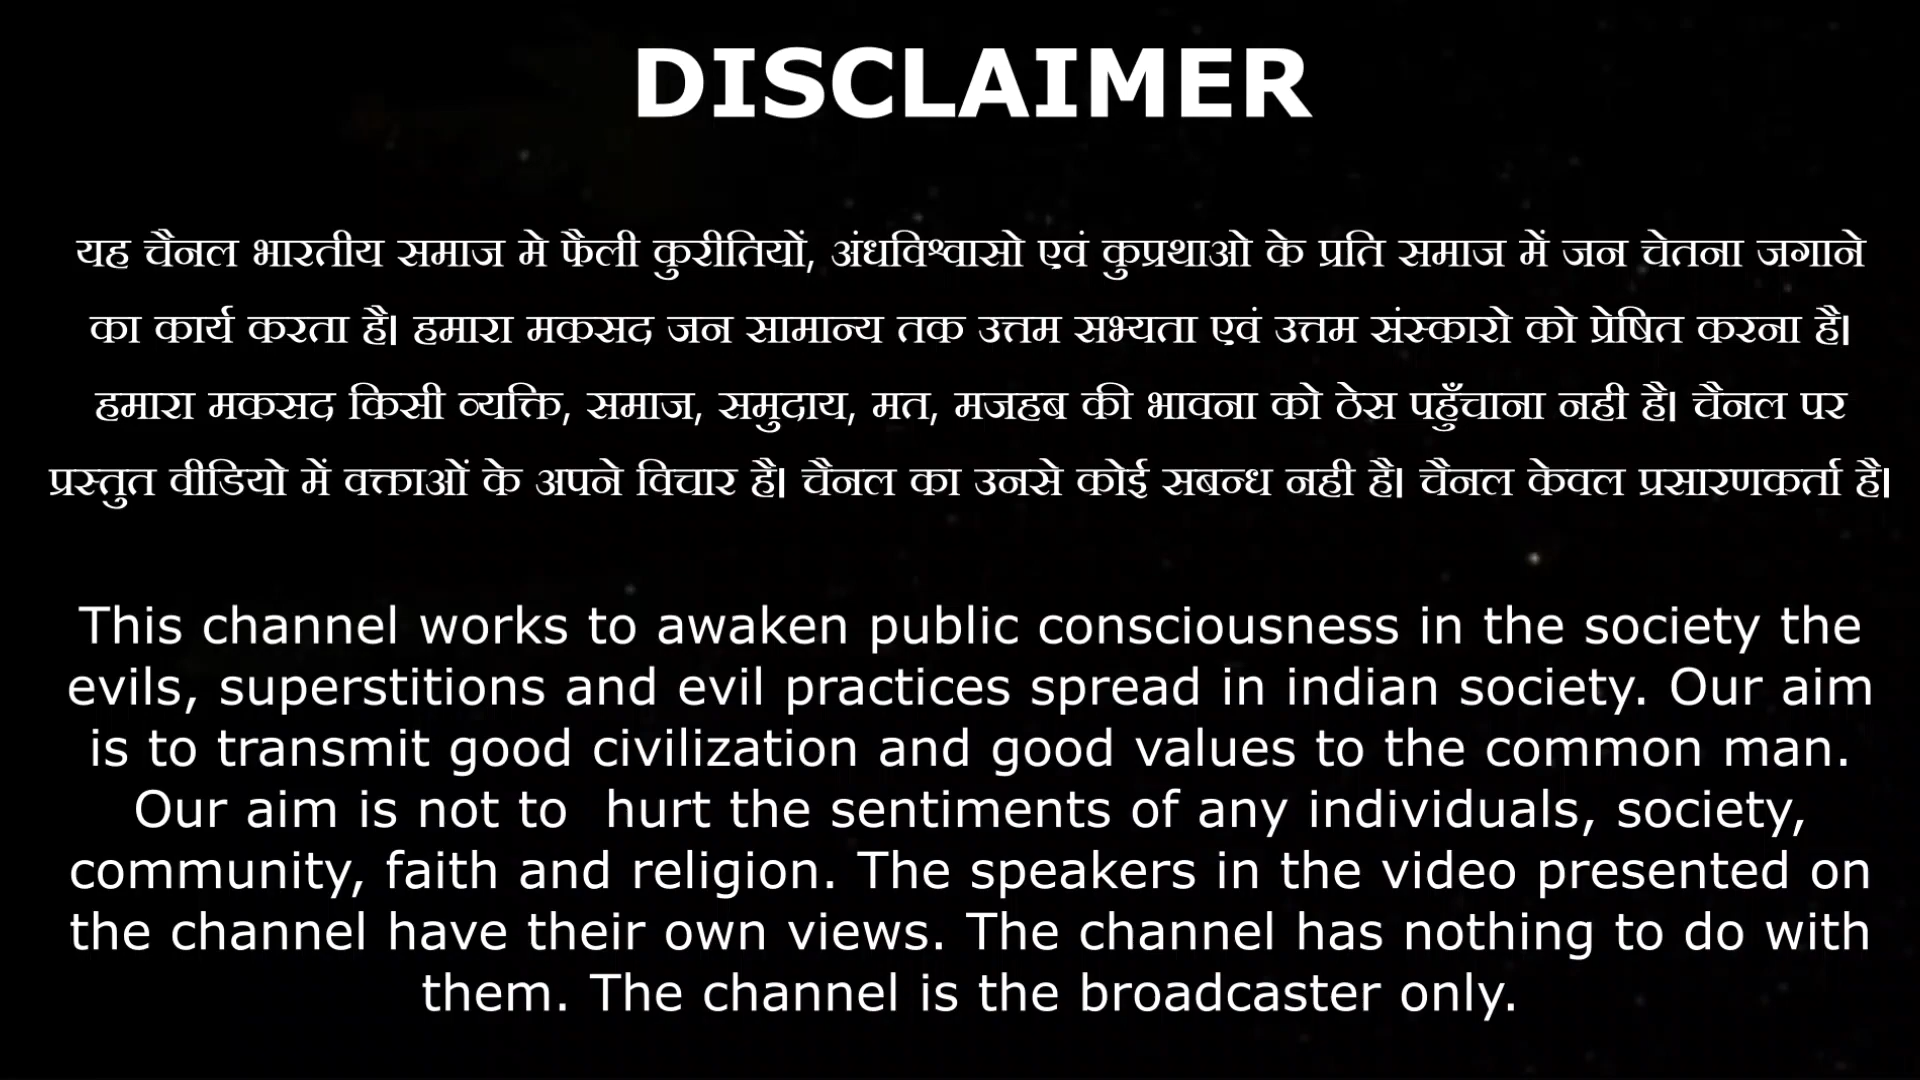 DISCLAIMER
यह चैनल भारतीय समाज मे फैली कुरीतियों, अंधविश्वासो एवं कुप्रथाओ के प्रति समाज में जन चेतना जगाने
का कार्य करता है। हमारा मकसद जन सामान्य तक उत्तम सभ्यता एवं उत्तम संस्कारो को प्रेषित करना है।
हमारा मकसद किसी व्यक्ति, समाज, समुदाय, मत, मजहब की भावना को ठेस पहुँचाना नही है। चैनल पर
प्रस्तुत वीडियो में वक्ताओं के अपने विचार है। चैनल का उनसे कोई सबन्ध नही है। चैनल केवल प्रसारणकर्ता है।
This channel works to awaken public consciousness in the society the
evils, superstitions and evil practices spread in indian society. Our aim
is to transmit good civilization and good values to the common man.
Our aim is not to  hurt the sentiments of any individuals, society,
community, faith and religion. The speakers in the video presented on
the channel have their own views. The channel has nothing to do with
them. The channel is the broadcaster only.